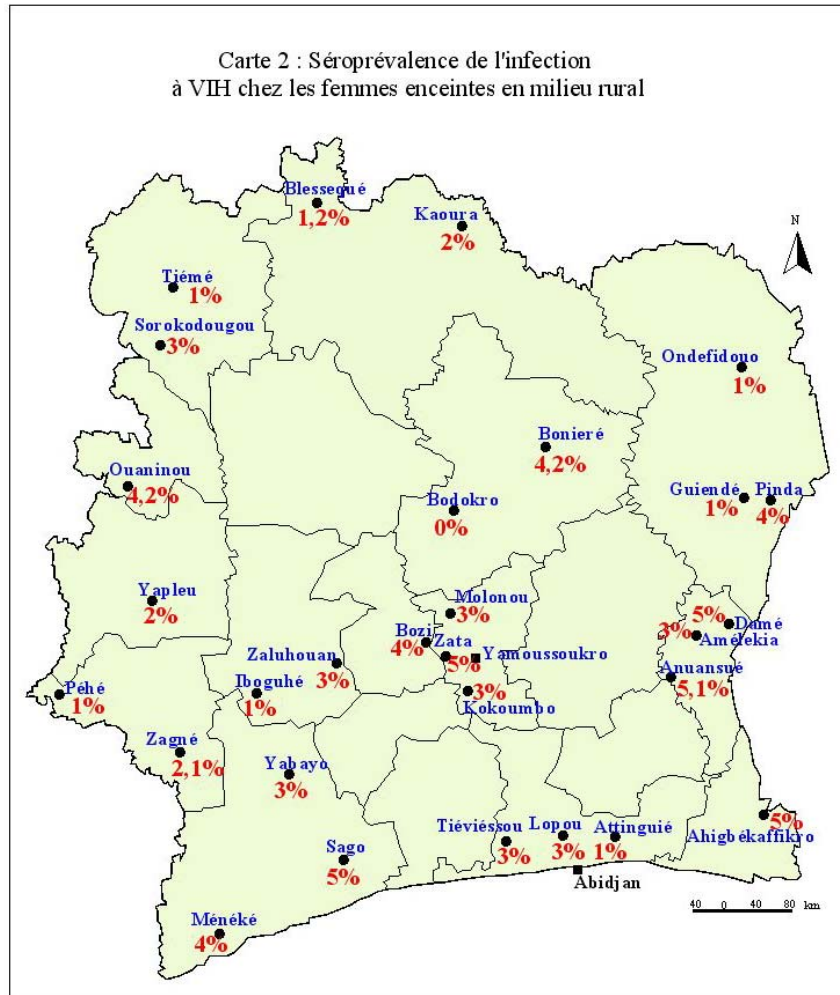 Carte 2 : Séroprévalence de l'infection
à VIH chez les femmes enceintes en milieu rural
Blessegué
1,2%
Kaoura
2%
N
Tiémé
1%
Sorokodougou
3%
Ondefidouo
1%
Bonieré
4,2%
Ouaninou
4,2%
Bodokro
0%
Guiendé
1%
Pinda
4%
Yapleu
2%
Molonou
3%
Bozi
4%
Zata
5%
Yamoussoukro
5%
Damé
3%
Amélekia
Zaluhouan
3%
Iboguhé
1%
Kokoumbo
3%
Anuansué
5,1%
Péhé
1%
Zagné
2,1%
Yabayo
3%
Tiéviéssou
3%
Lopou
3%
Attinguié
1%
Ahigbékaffikro
5%
Sago
5%
Abidjan
Ménéké
4%
40 0 40 80 km